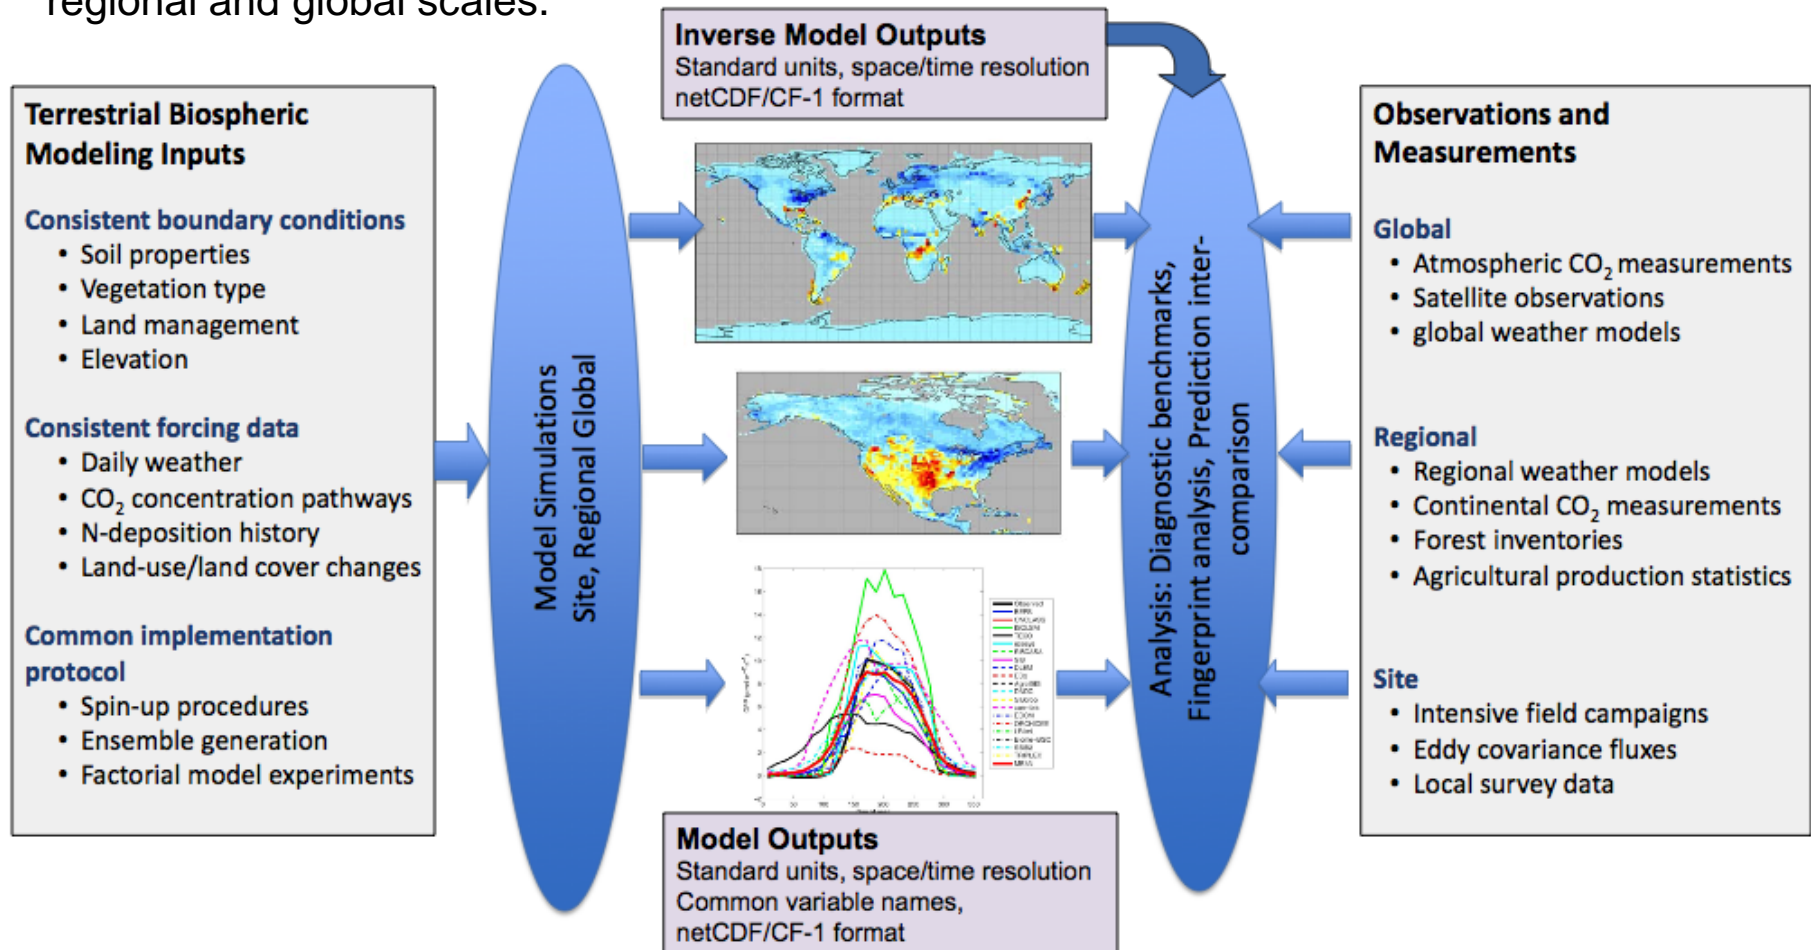 regional and global scales.
Inverse Model Outputs
Standard units, space/time resolution
netCDF/CF-1 format
Terrestrial Biospheric
Modeling Inputs
Consistent boundary conditions
• Soil properties
• Vegetation type
• Land management
• Elevation
Consistent forcing data
• Daily weather
• CO₂ concentration pathways
• N-deposition history
• Land-use/land cover changes
Common implementation
protocol
• Spin-up procedures
• Ensemble generation
• Factorial model experiments
Model Simulations
Site, Regional Global
Observed
Model Outputs
Standard units, space/time resolution
Common variable names,
netCDF/CF-1 format
Analysis: Diagnostic benchmarks,
Fingerprint analysis, Prediction inter-
comparison
Observations and
Measurements
Global
• Atmospheric CO₂ measurements
• Satellite observations
• global weather models
Regional
• Regional weather models
• Continental CO₂ measurements
• Forest inventories
• Agricultural production statistics
Site
• Intensive field campaigns
• Eddy covariance fluxes
• Local survey data